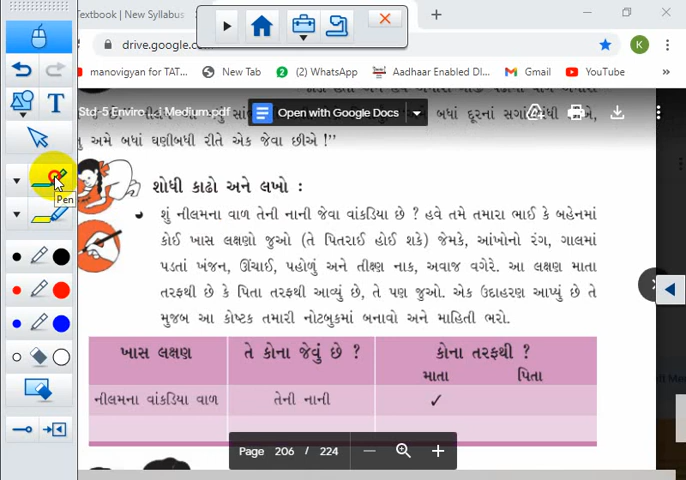 Textbook | New Syllabus
drive.google.com
manovigyan for TAT...
New Tab
(2) WhatsApp
Aadhaar Enabled DI...
Gmail
YouTube
Std-5 Enviro ... i Medium.pdf
Open with Google Docs
બધાં દૂરનાં સગાં
અમે બધાં ઘણીબધી રીતે એક જેવા છીએ !"
T
Pen
શોધી કાઢો અને લખો :
શું નીલમના વાળ તેની નાની જેવા વાંકડિયા છે ? હવે તમે તમારા ભાઈ કે બહેનમાં
કોઈ ખાસ લક્ષણો જુઓ (તે પિતરાઈ હોઈ શકે) જેમકે, આંખોનો રંગ, ગાલમાં
પડતાં ખંજન, ઊંચાઈ, પહોળું અને તીક્ષ્ણ નાક, અવાજ વગેરે. આ લક્ષણ માતા
તરફથી છે કે પિતા તરફથી આવ્યું છે, તે પણ જુઓ. એક ઉદાહરણ આપ્યું છે તે
મુજબ આ કોષ્ટક તમારી નોટબુકમાં બનાવો અને માહિતી ભરો.
ખાસ લક્ષણ તે કોના જેવું છે ? કોના તરફથી ?
માતા પિતા
નીલમના વાંકડિયા વાળ તેની નાની ✓
Page 206 / 224
K